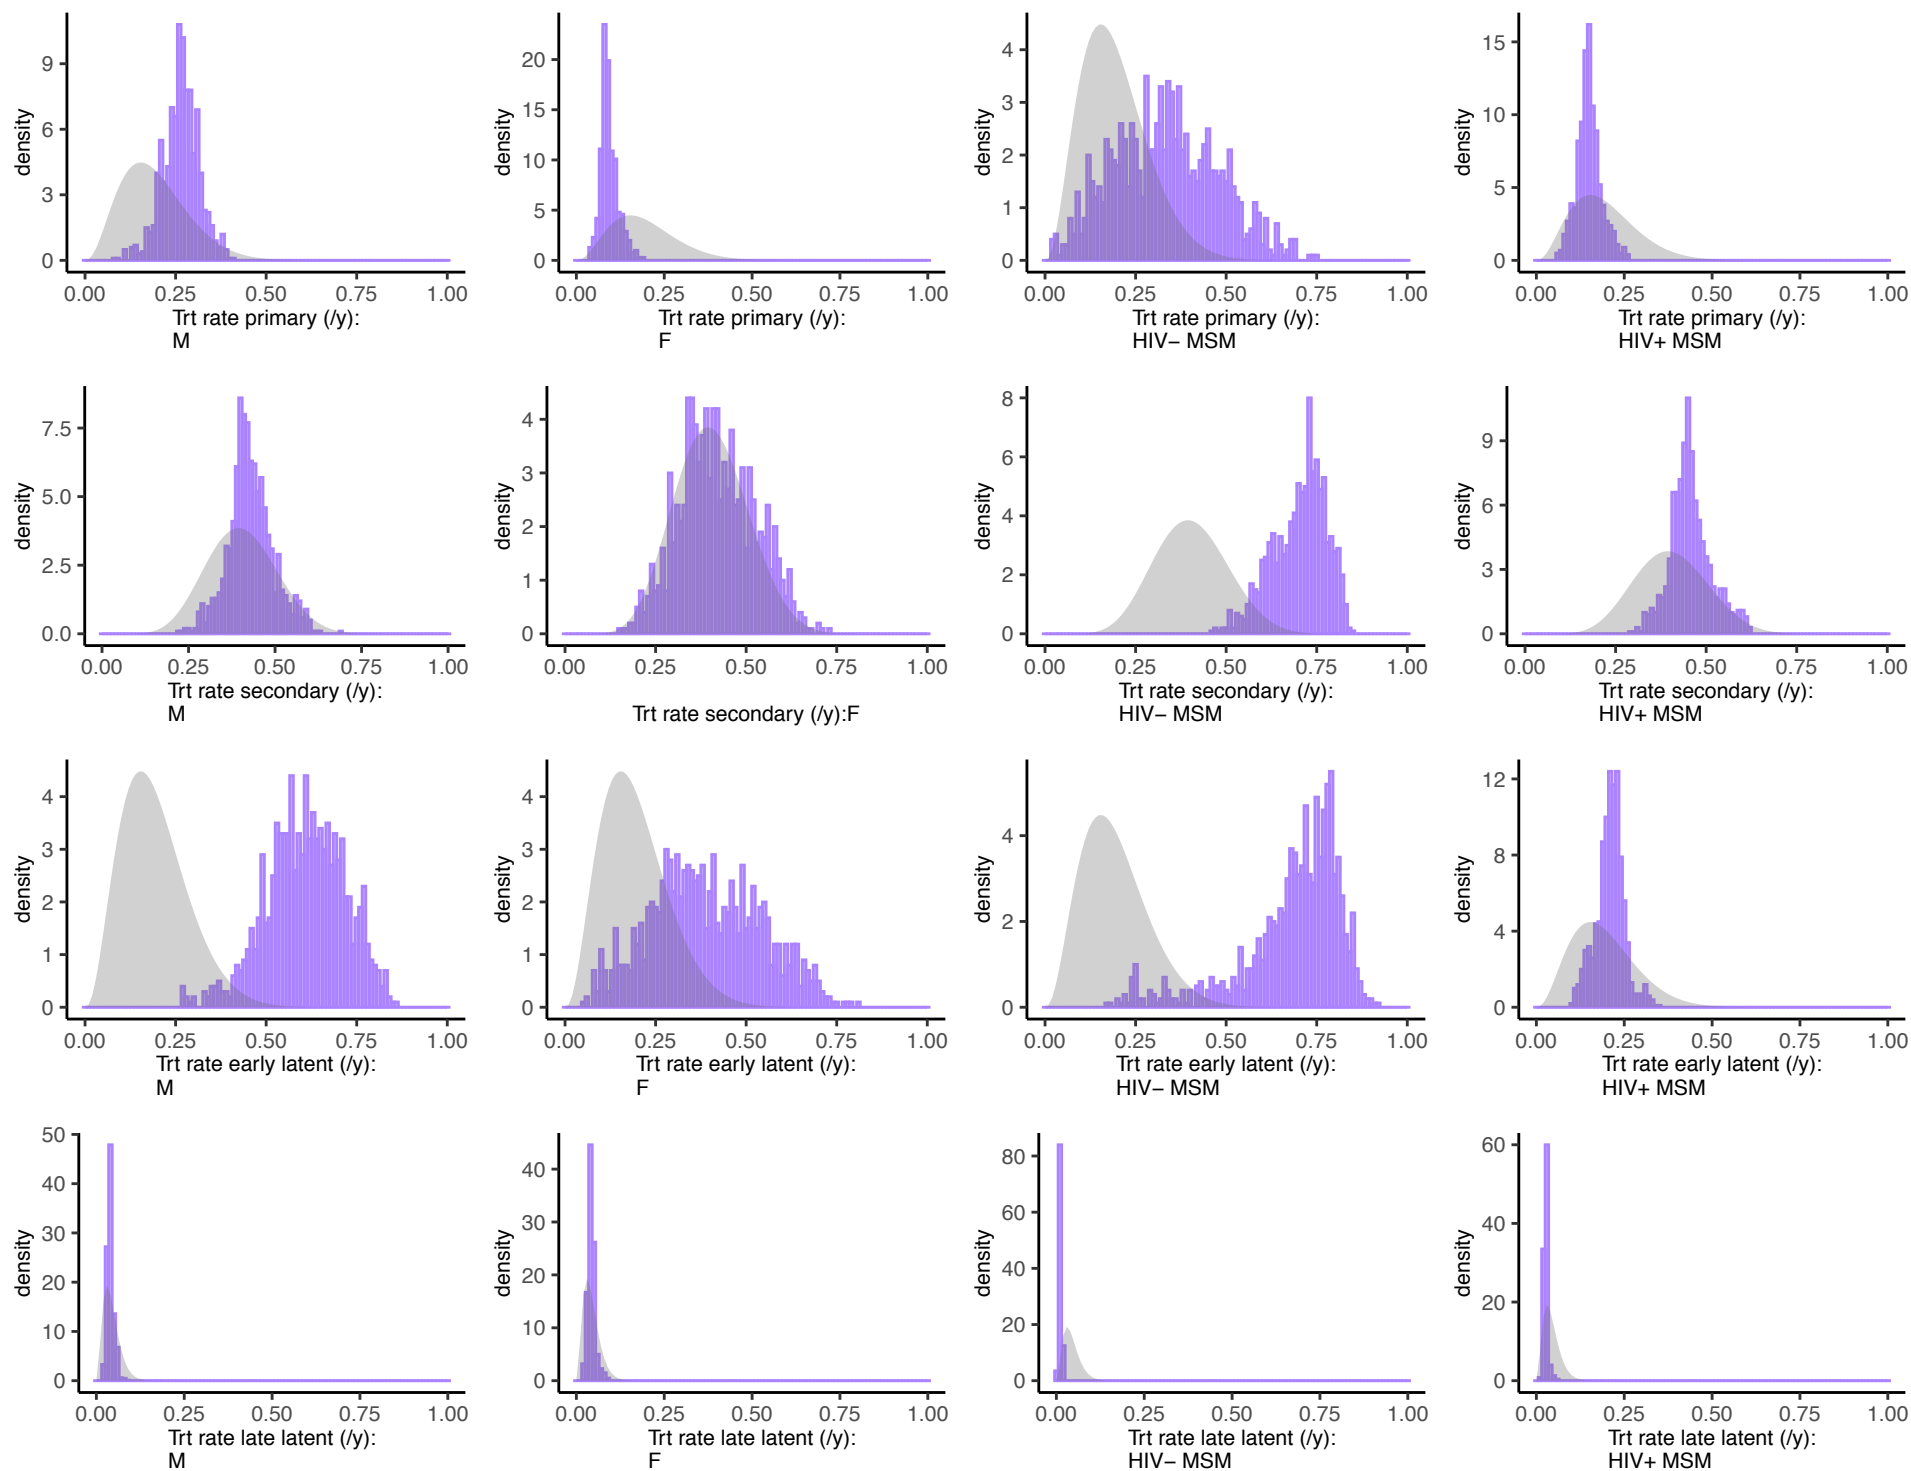 density
9
6
3
0
0.00 0.25 0.50 0.75 1.00
Trt rate primary (/y):
M
density
20
15
10
5
0
0.00 0.25 0.50 0.75 1.00
Trt rate primary (/y):
F
density
4
3
2
1
0
0.00 0.25 0.50 0.75 1.00
Trt rate primary (/y):
HIV− MSM
density
15
10
5
0
0.00 0.25 0.50 0.75 1.00
Trt rate primary (/y):
HIV+ MSM
density
7.5
5.0
2.5
0.0
0.00 0.25 0.50 0.75 1.00
Trt rate secondary (/y):
M
density
4
3
2
1
0
0.00 0.25 0.50 0.75 1.00
Trt rate secondary (/y):F
density
8
6
4
2
0
0.00 0.25 0.50 0.75 1.00
Trt rate secondary (/y):
HIV− MSM
density
9
6
3
0
0.00 0.25 0.50 0.75 1.00
Trt rate secondary (/y):
HIV+ MSM
density
4
3
2
1
0
0.00 0.25 0.50 0.75 1.00
Trt rate early latent (/y):
M
density
4
3
2
1
0
0.00 0.25 0.50 0.75 1.00
Trt rate early latent (/y):
F
density
4
2
0
0.00 0.25 0.50 0.75 1.00
Trt rate early latent (/y):
HIV− MSM
density
12
8
4
0
0.00 0.25 0.50 0.75 1.00
Trt rate early latent (/y):
HIV+ MSM
density
50
40
30
20
10
0
0.00 0.25 0.50 0.75 1.00
Trt rate late latent (/y):
M
density
40
30
20
10
0
0.00 0.25 0.50 0.75 1.00
Trt rate late latent (/y):
F
density
80
60
40
20
0
0.00 0.25 0.50 0.75 1.00
Trt rate late latent (/y):
HIV− MSM
density
60
40
20
0
0.00 0.25 0.50 0.75 1.00
Trt rate late latent (/y):
HIV+ MSM